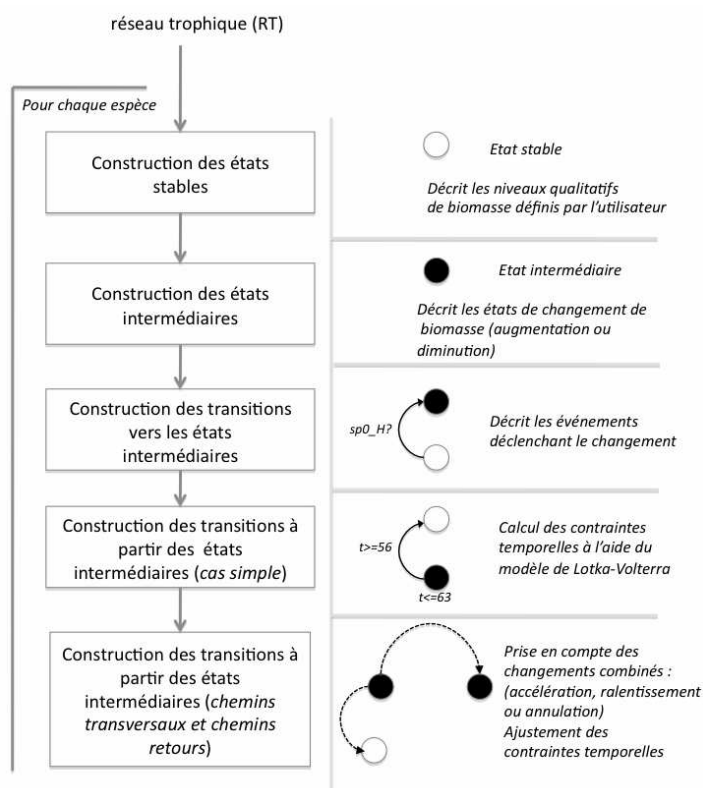 réseau trophique (RT)
Pour chaque espèce
Construction des états
stables
Etat stable
Décrit les niveaux qualitatifs
de biomasse définis par l'utilisateur
Construction des états
intermédiaires
Etat intermédiaire
Décrit les états de changement de
biomasse (augmentation ou
diminution)
Construction des transitions
vers les états
intermédiaires
sp0_H?
Décrit les événements
déclenchant le changement
Construction des transitions à
partir des états
intermédiaires (cas simple)
t>=56
t<=63
Calcul des contraintes
temporelles à l'aide du
modèle de Lotka-Volterra
Construction des transitions à
partir des états
intermédiaires (chemins
transversaux et chemins
retours)
Prise en compte des
changements combinés :
(accélération, ralentissement
ou annulation)
Ajustement des
contraintes temporelles